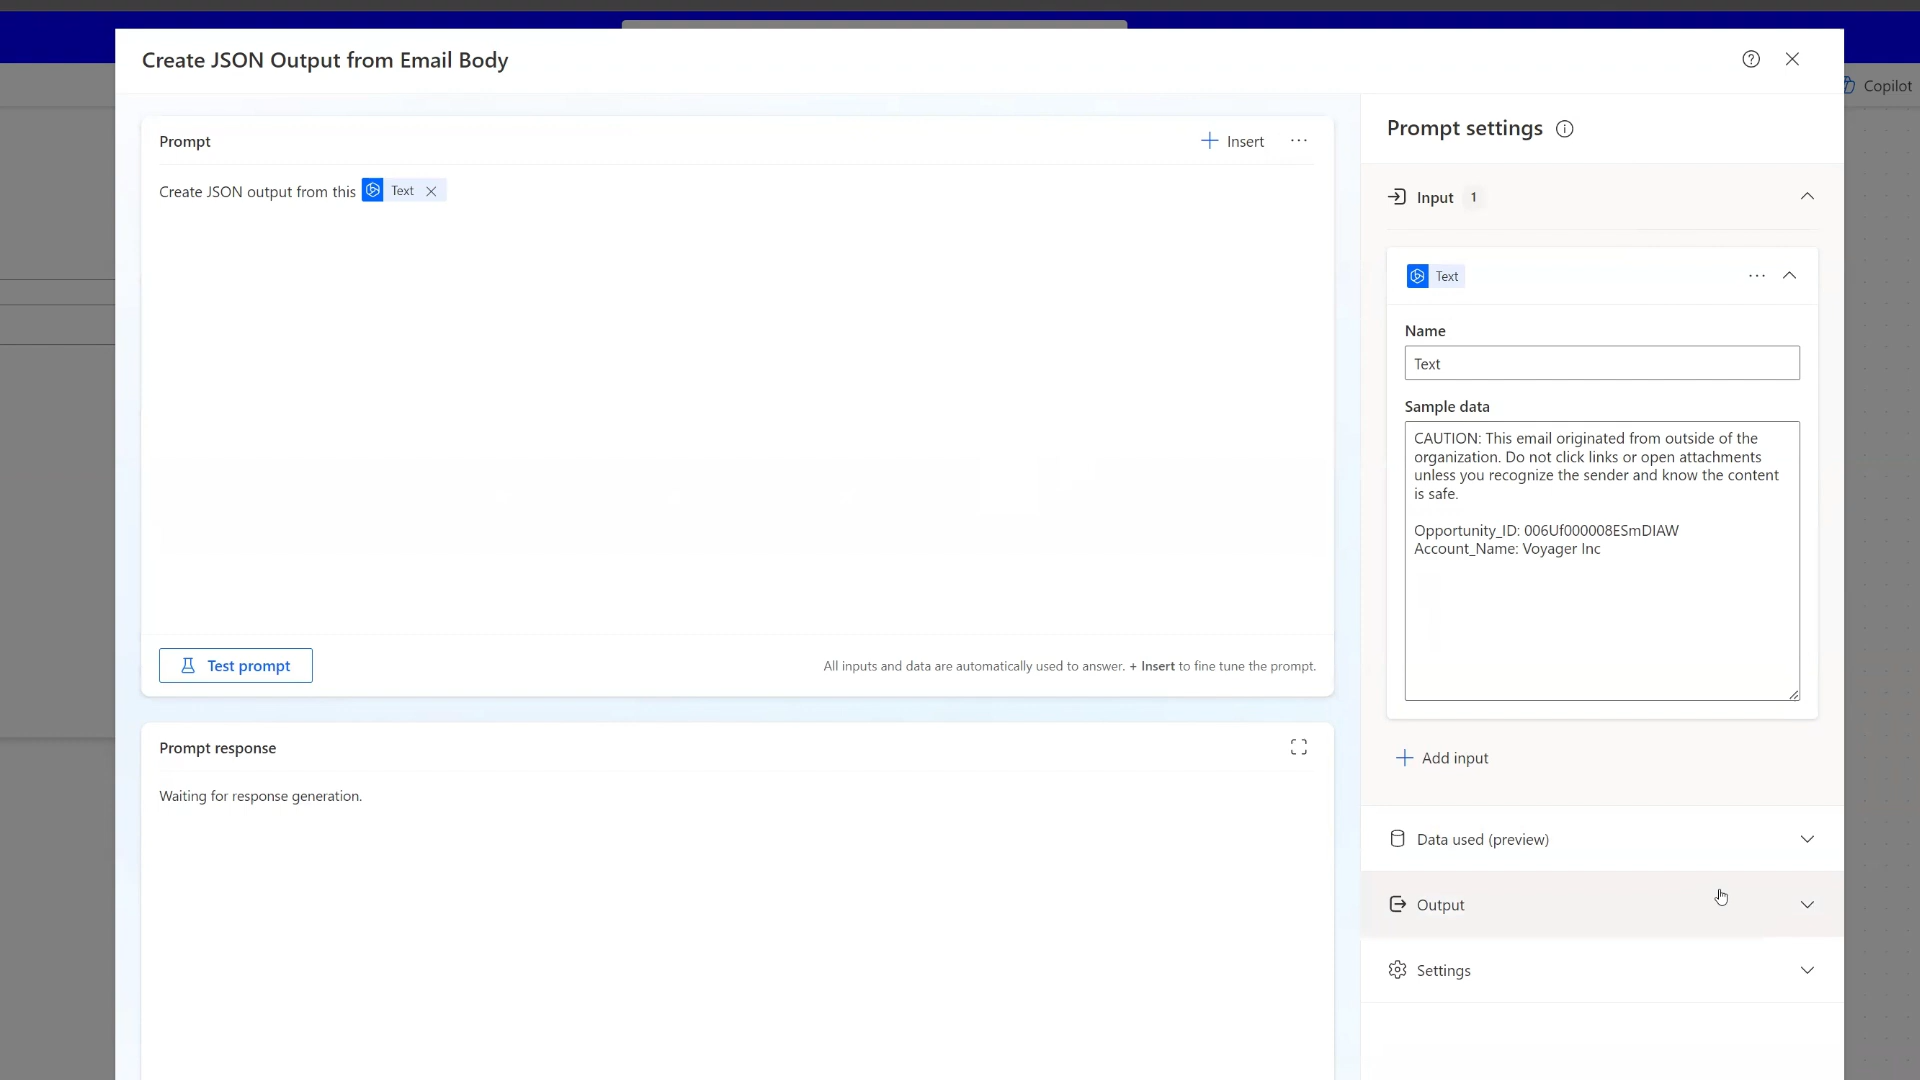 Create JSON Output from Email Body
Copilot
Prompt
Insert
Create JSON output from this Text
Test prompt
All inputs and data are automatically used to answer. + Insert to fine tune the prompt.
Prompt response
Waiting for response generation.
Prompt settings
Input 1
Text
Name
Text
Sample data
CAUTION: This email originated from outside of the
organization. Do not click links or open attachments
unless you recognize the sender and know the content
is safe.
Opportunity_ID: 006Uf000008ESmDIAW
Account_Name: Voyager Inc
Add input
Data used (preview)
Output
Settings